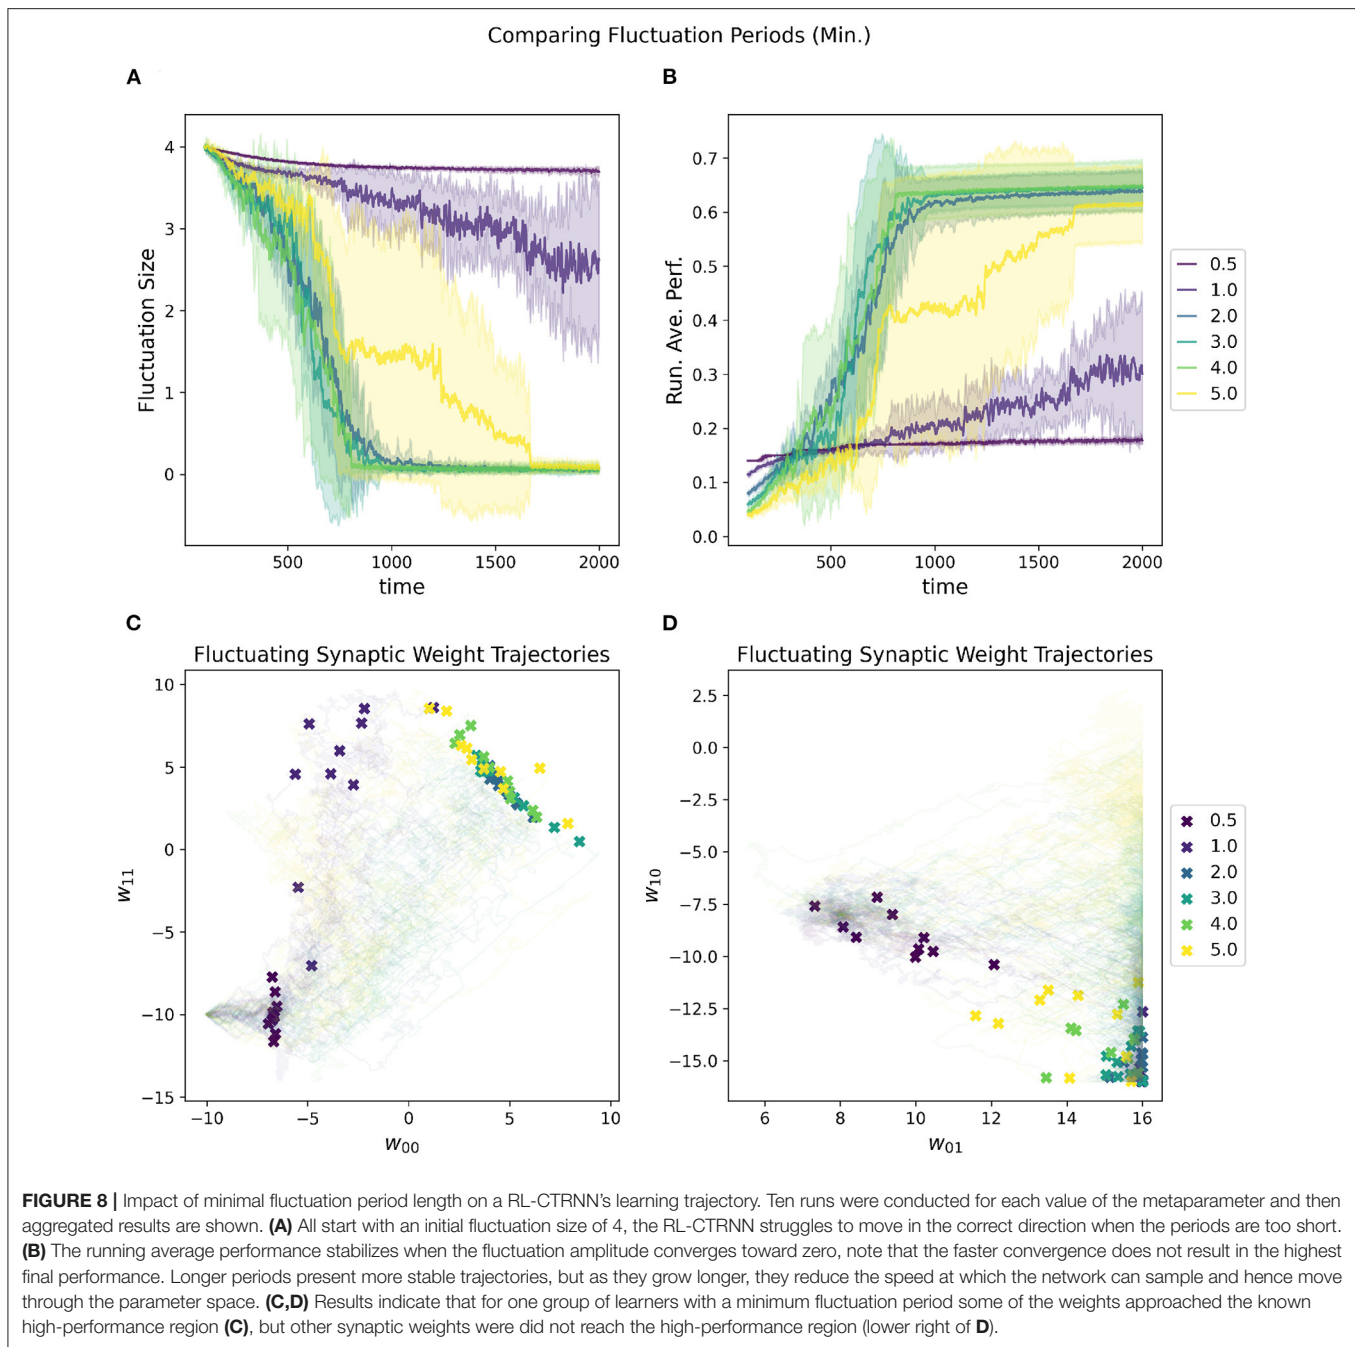 Comparing Fluctuation Periods (Min.)
A
B
4
3
2
1
0
Fluctuation Size
500
1000
1500
2000
time
0.7
0.6
0.5
0.4
0.3
0.2
0.1
0.0
Run. Ave. Perf.
500
1000
1500
2000
time
0.5
1.0
2.0
3.0
4.0
5.0
C
D
Fluctuating Synaptic Weight Trajectories
10
5
0
−5
−10
−15
w11
−10
−5
0
5
10
w00
Fluctuating Synaptic Weight Trajectories
2.5
0.0
−2.5
−5.0
−7.5
−10.0
−12.5
−15.0
w10
6
8
10
12
14
16
w01
0.5
1.0
2.0
3.0
4.0
5.0
FIGURE 8 | Impact of minimal fluctuation period length on a RL-CTRNN's learning trajectory. Ten runs were conducted for each value of the metaparameter and then
aggregated results are shown. (A) All start with an initial fluctuation size of 4, the RL-CTRNN struggles to move in the correct direction when the periods are too short.
(B) The running average performance stabilizes when the fluctuation amplitude converges toward zero, note that the faster convergence does not result in the highest
final performance. Longer periods present more stable trajectories, but as they grow longer, they reduce the speed at which the network can sample and hence move
through the parameter space. (C,D) Results indicate that for one group of learners with a minimum fluctuation period some of the weights approached the known
high-performance region (C), but other synaptic weights were did not reach the high-performance region (lower right of D).